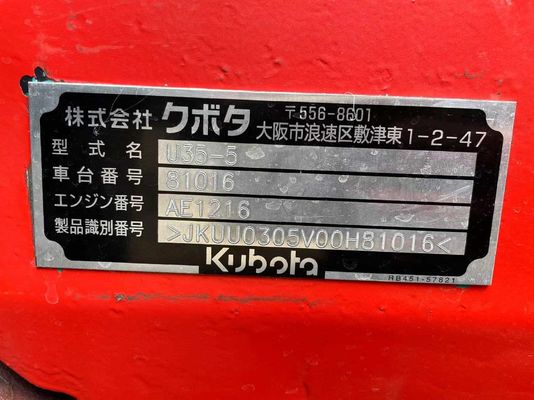 株式会社 クボタ 〒556-8601
大阪市浪速区敷津東1-2-47
型式名 U35-5
車台番号 81016
エンジン番号 AE1216
製品識別番号 >JKUU0305V00H81016<
Kubota
RB451-57621